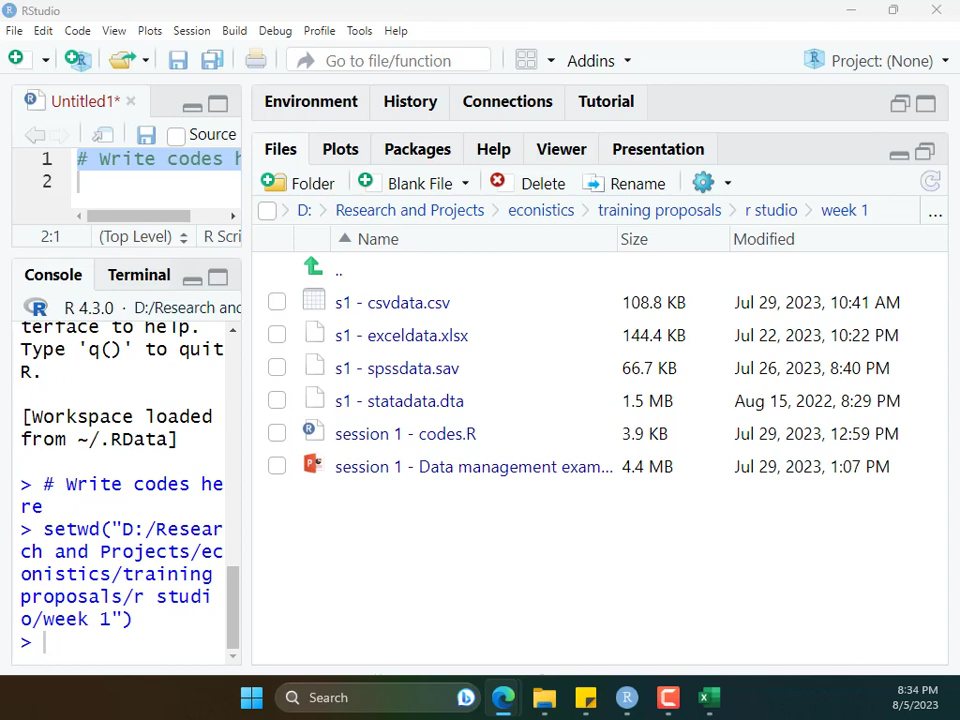 RStudio
File Edit Code View Plots Session Build Debug Profile Tools Help
Go to file/function
Addins
Project: (None)
Untitled1*
Source
1 # Write codes h
2
2:1 (Top Level) R Scri
Console Terminal
R 4.3.0 · D:/Research and
terface to help.
Type 'q()' to quit
R.
[Workspace loaded
from ~/.RData]
> # Write codes he
re
> setwd("D:/Resear
ch and Projects/ec
onistics/training
proposals/r studi
o/week 1")
>
Environment History Connections Tutorial
Files Plots Packages Help Viewer Presentation
Folder Blank File Delete Rename
D: Research and Projects econistics training proposals r studio week 1 ...
Name Size Modified
..
s1 - csvdata.csv 108.8 KB Jul 29, 2023, 10:41 AM
s1 - exceldata.xlsx 144.4 KB Jul 22, 2023, 10:22 PM
s1 - spssdata.sav 66.7 KB Jul 26, 2023, 8:40 PM
s1 - statadata.dta 1.5 MB Aug 15, 2022, 8:29 PM
session 1 - codes.R 3.9 KB Jul 29, 2023, 12:59 PM
session 1 - Data management exam... 4.4 MB Jul 29, 2023, 1:07 PM
Search
8:34 PM
8/5/2023